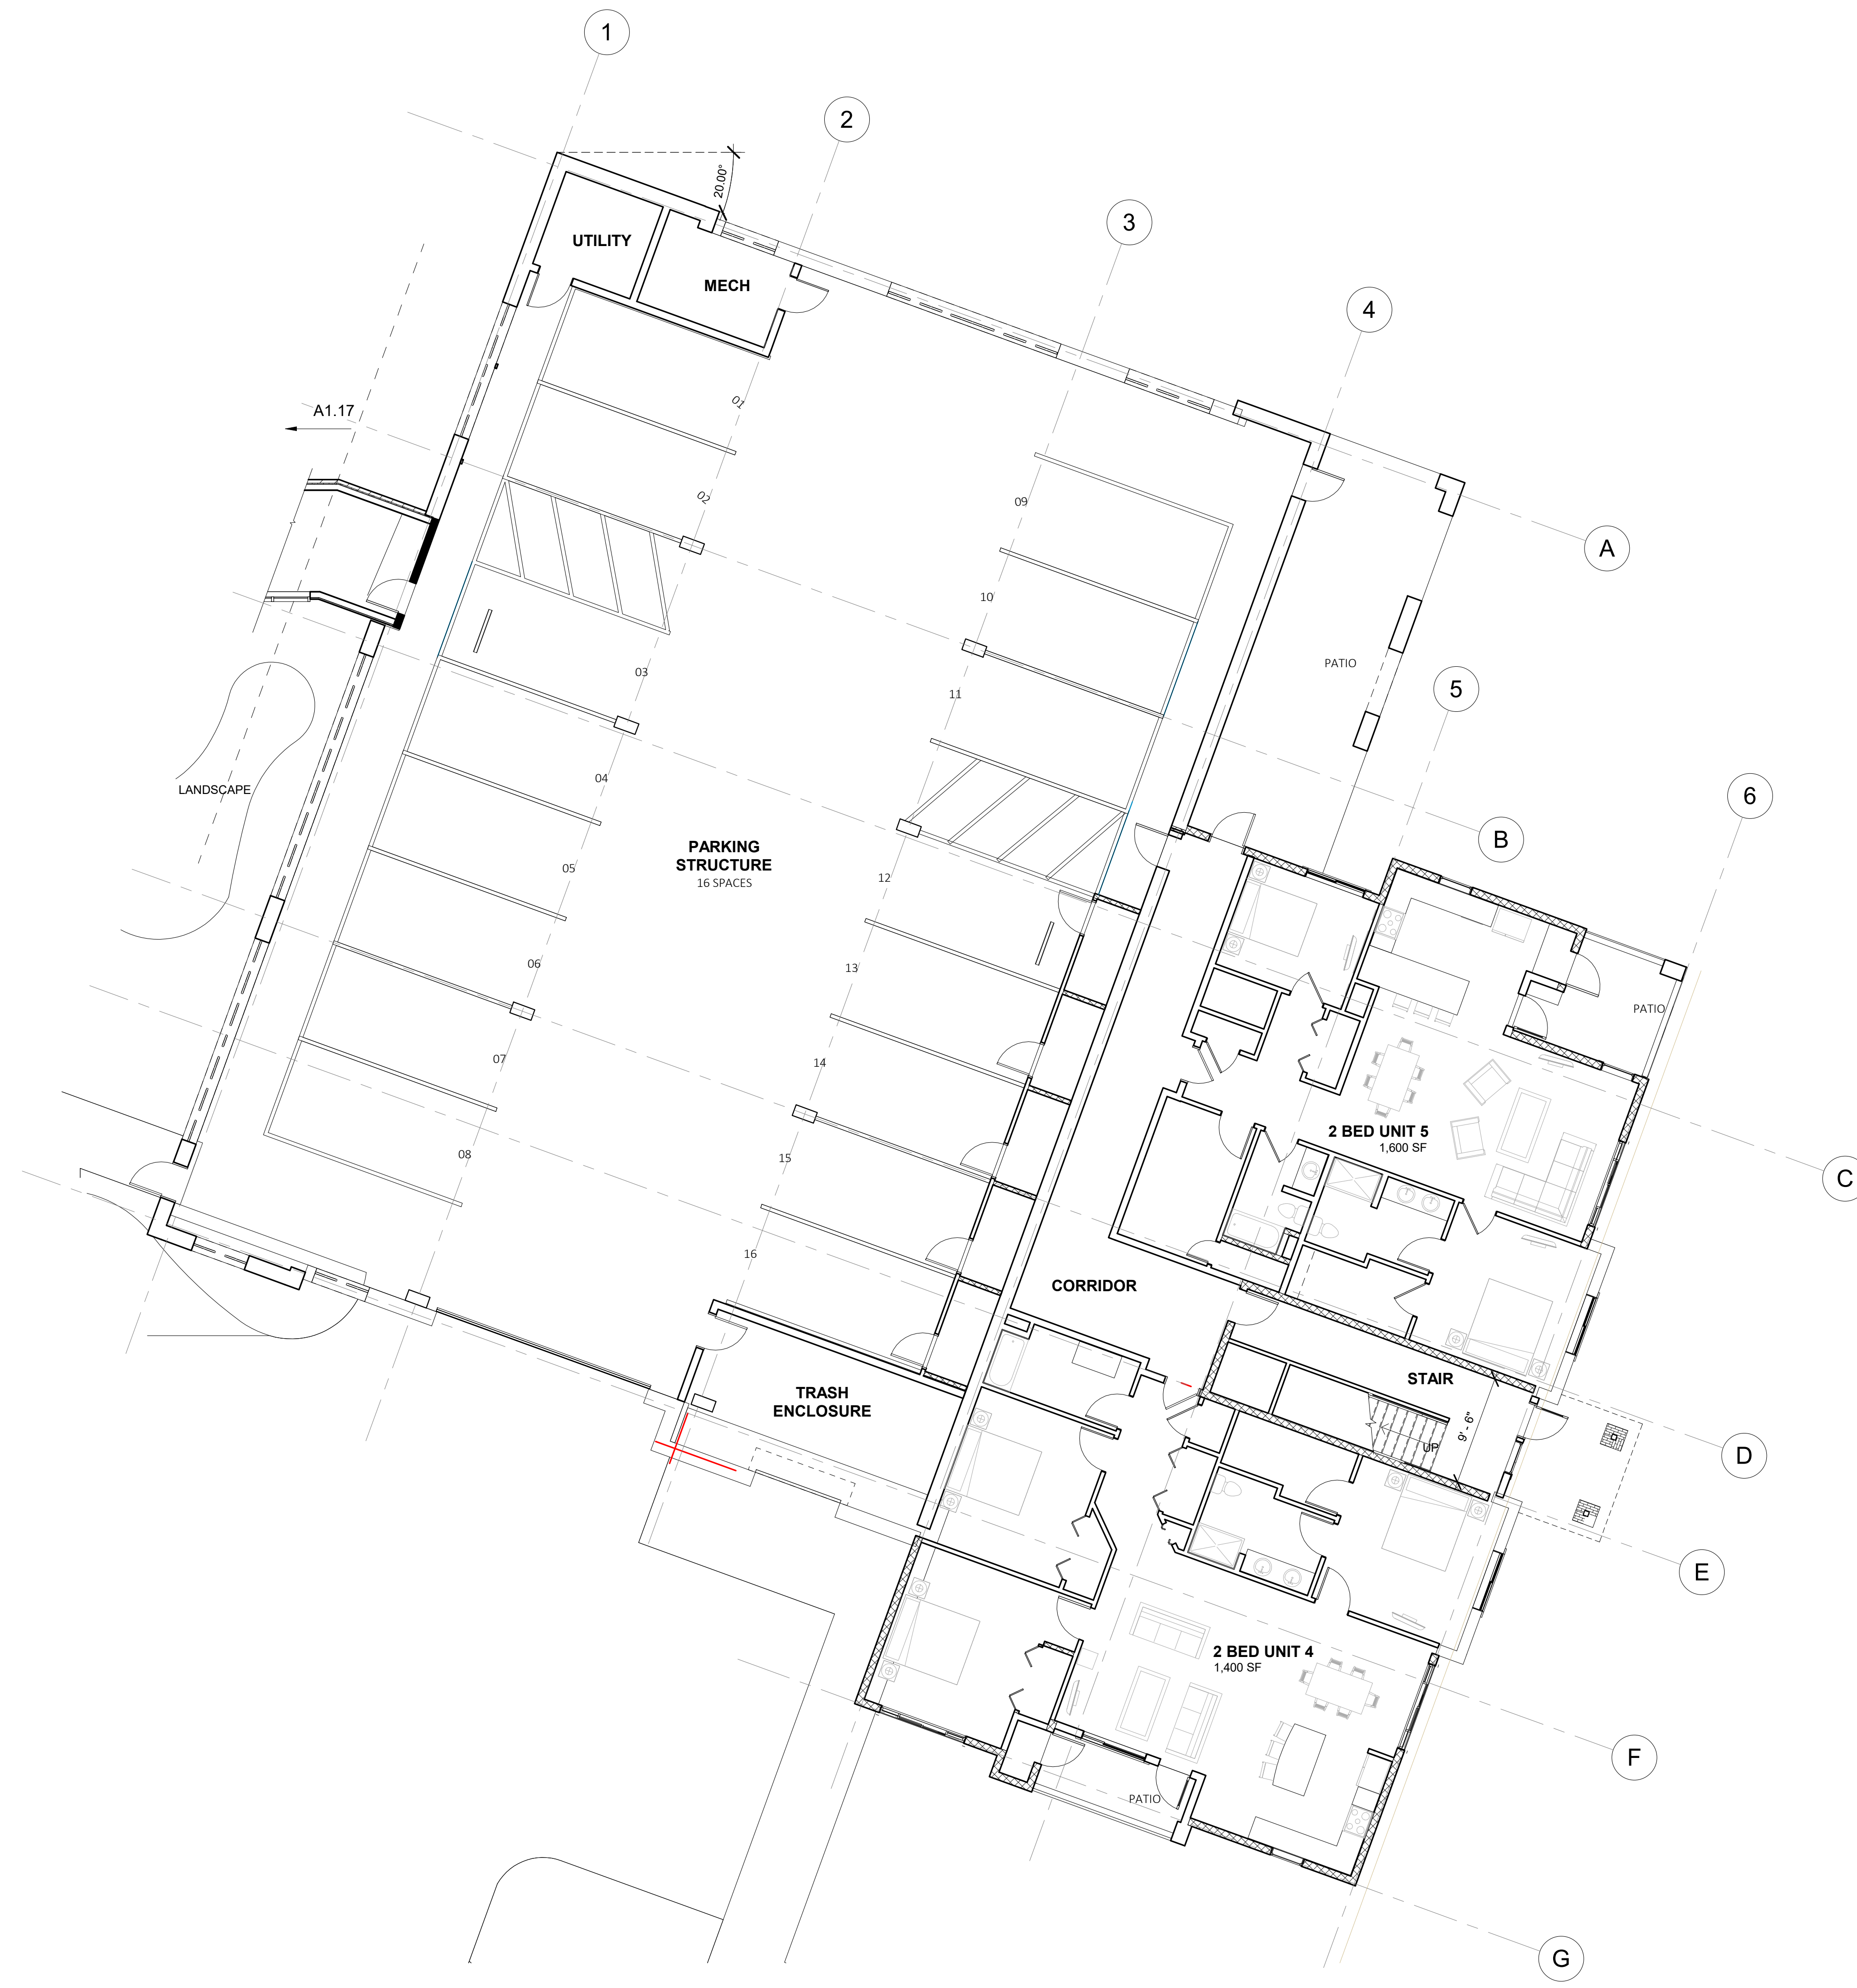 1
2
20.00°
3
UTILITY
MECH
4
A1.17
01
02
09
A
10
03
PATIO
11
5
04
LANDSCAPE
6
B
PARKING
STRUCTURE
16 SPACES
05
12
06
13
PATIO
07
14
2 BED UNIT 5
1,600 SF
08
15
C
16
CORRIDOR
STAIR
TRASH
ENCLOSURE
9' - 6"
UP
D
E
2 BED UNIT 4
1,400 SF
F
PATIO
G